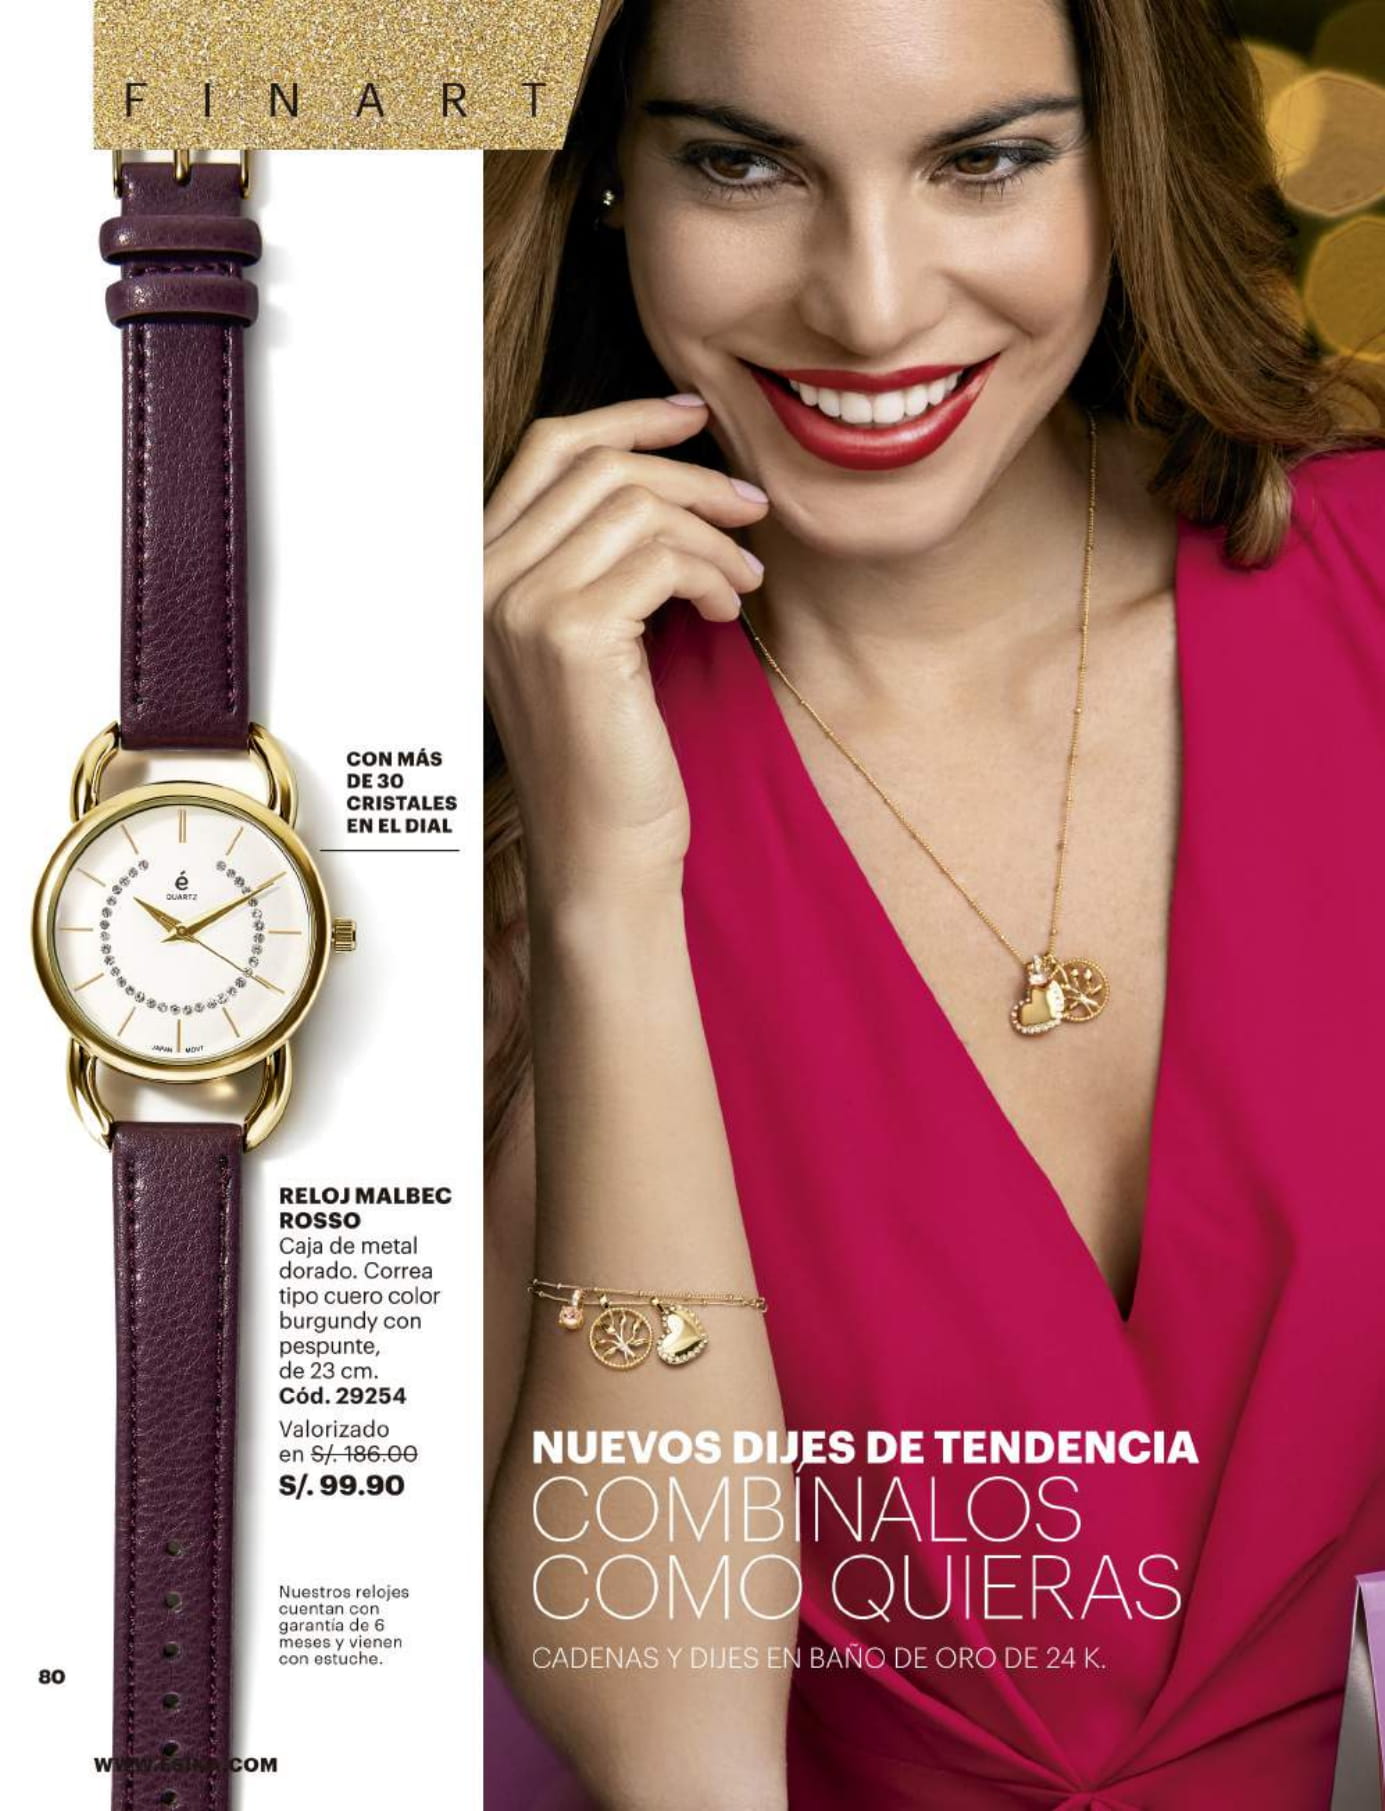 FINART
CON MÁS
DE 30
CRISTALES
EN EL DIAL
é
QUARTZ
JAPAN MOVT
RELOJ MALBEC
ROSSO
Caja de metal
dorado. Correa
tipo cuero color
burgundy con
pespunte,
de 23 cm.
Cód. 29254
Valorizado
en S/. 186.00
S/. 99.90
Nuestros relojes
cuentan con
garantía de 6
meses y vienen
con estuche.
NUEVOS DIJES DE TENDENCIA
COMBÍNALOS
COMO QUIERAS
CADENAS Y DIJES EN BAÑO DE ORO DE 24 K.
80
WWW.ESIKA.COM